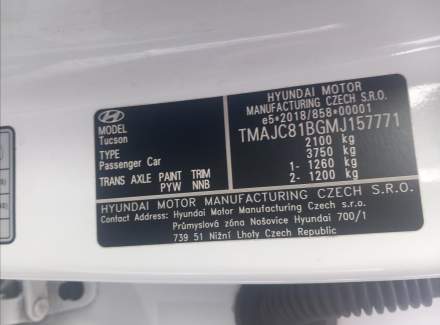 HYUNDAI MOTOR
MANUFACTURING CZECH S.R.O.
e5*2018/858*00001
TMAJC81BGMJ157771
2100 kg
3750 kg
1- 1260 kg
2- 1200 kg
MODEL
Tucson
TYPE
Passenger Car
TRANS AXLE PAINT TRIM
PYW NNB
HYUNDAI MOTOR MANUFACTURING CZECH S.R.O.
Contact Address: Hyundai Motor Manufacturing Czech s.r.o.
Průmyslová zóna Nošovice Hyundai 700/1
739 51 Nižní Lhoty Czech Republic